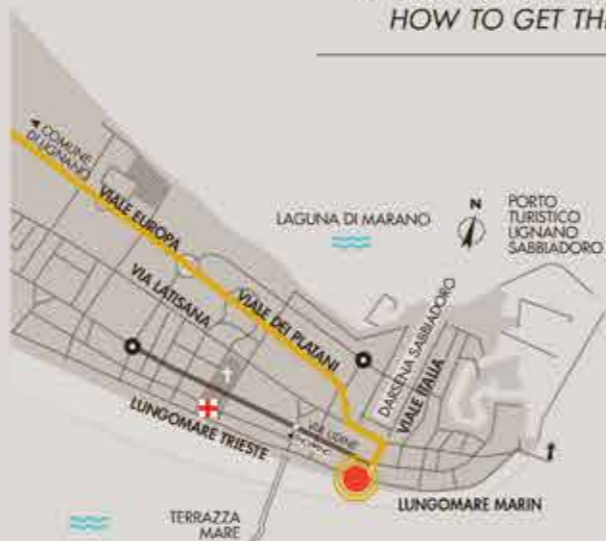 HOW TO GET THE
COMUNE
DI LIGNANO
VIALE EUROPA
LAGUNA DI MARANO
N
PORTO
TURISTICO
LIGNANO
SABBIADORO
VIA LATISANA
VIALE DEI PLATANI
DARSENA SABBIADORO
VIALE ITALIA
VIA UDINE
LUNGOMARE TRIESTE
LUNGOMARE MARIN
TERRAZZA
MARE